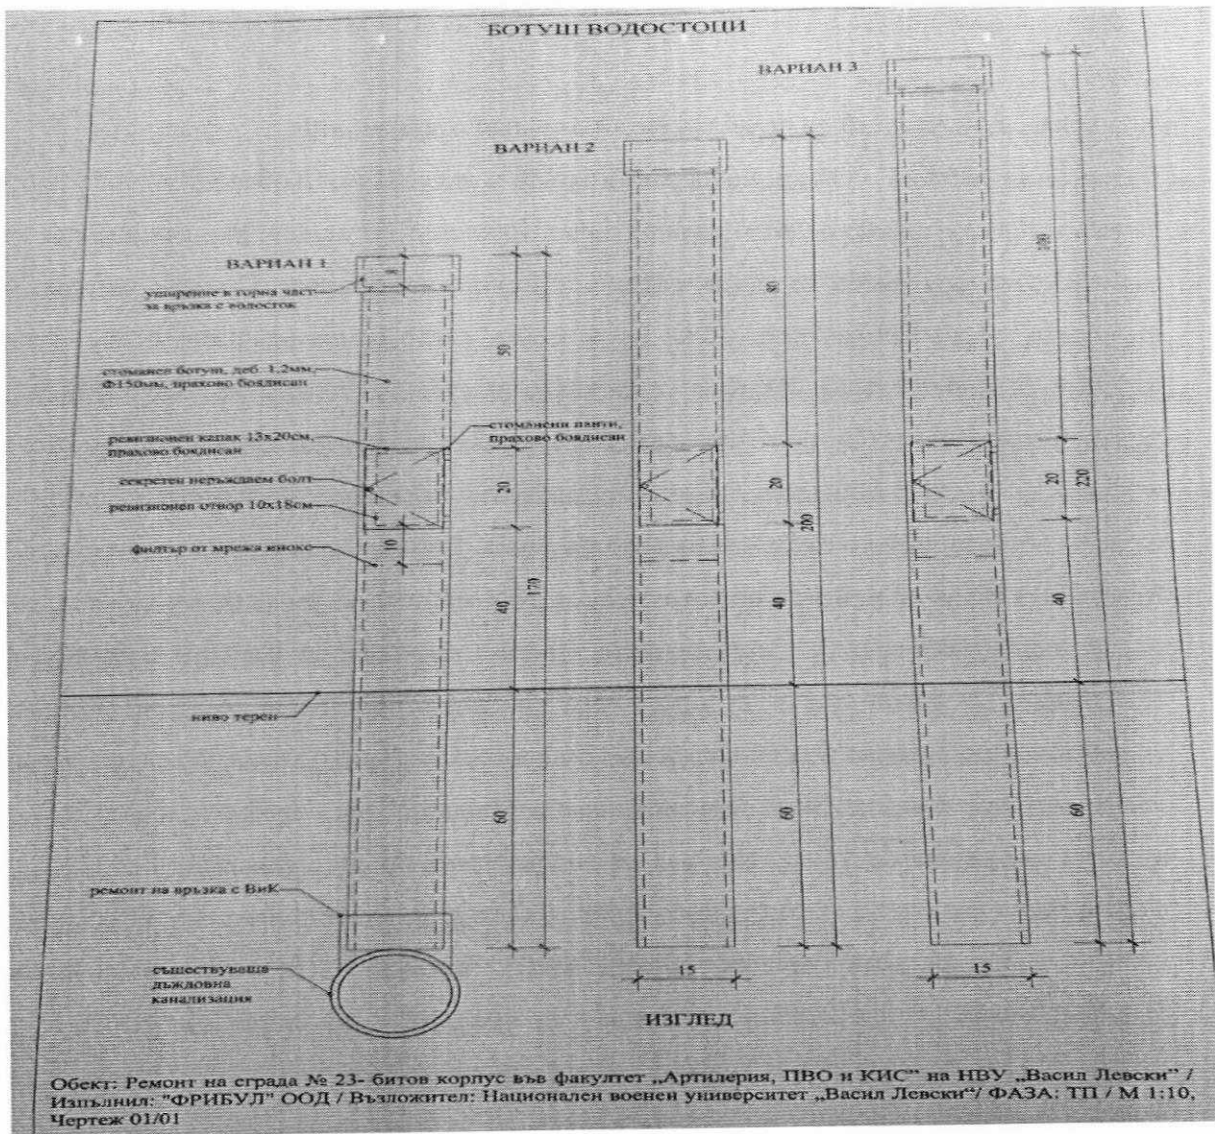 БОТУШ ВОДОСТОЦИ
ВАРИАН 3
ВАРИАН 2
ВАРИАН 1
уширение в горна част
за връзка с водосток
стоманен ботуш, деб. 1,2мм,
Ф150мм, прахово боядисан
ревизионен капак 13x20см,
прахово боядисан
стоманени панти,
прахово боядисан
секретен неръждаем болт
ревизионен отвор 10x18см
филтър от мрежа инокс
ниво терен
ремонт на връзка с ВиК
съществуваща
дъждовна
канализация
50
20
10
40
170
60
80
20
200
40
60
15
100
20
220
40
60
15
ИЗГЛЕД
Обект: Ремонт на сграда № 23- битов корпус във факултет „Артилерия, ПВО и КИС" на НВУ „Васил Левски" /
Изпълнил: "ФРИБУЛ" ООД / Възложител: Национален военен университет „Васил Левски"/ ФАЗА: ТП / М 1:10,
Чертеж 01/01